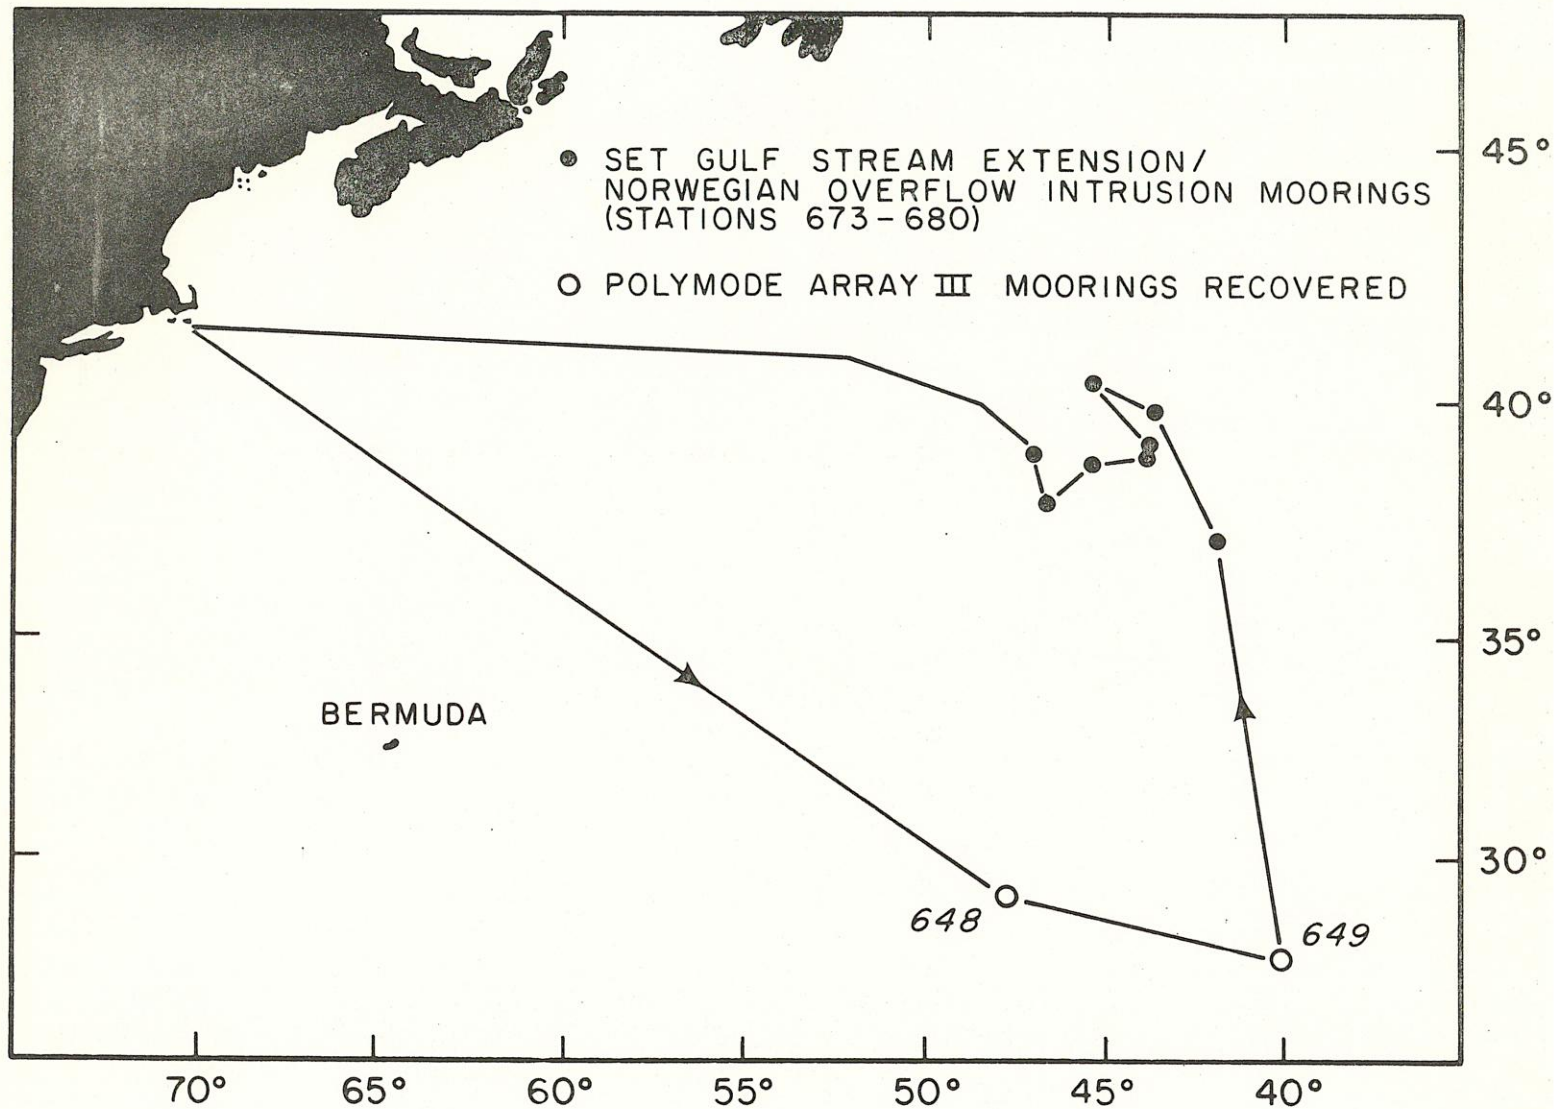 ● SET GULF STREAM EXTENSION/
NORWEGIAN OVERFLOW INTRUSION MOORINGS
(STATIONS 673-680)
○ POLYMODE ARRAY III MOORINGS RECOVERED
45°
40°
35°
BERMUDA
30°
648
649
70° 65° 60° 55° 50° 45° 40°